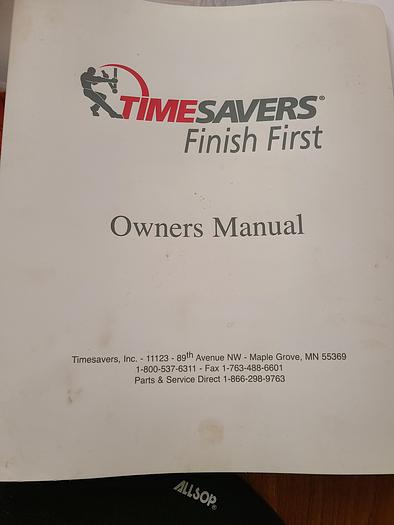 TIMESAVERS®
Finish First
Owners Manual
Timesavers, Inc. - 11123 - 89th Avenue NW - Maple Grove, MN 55369
1-800-537-6311 - Fax 1-763-488-6601
Parts & Service Direct 1-866-298-9763
ALLSOP®